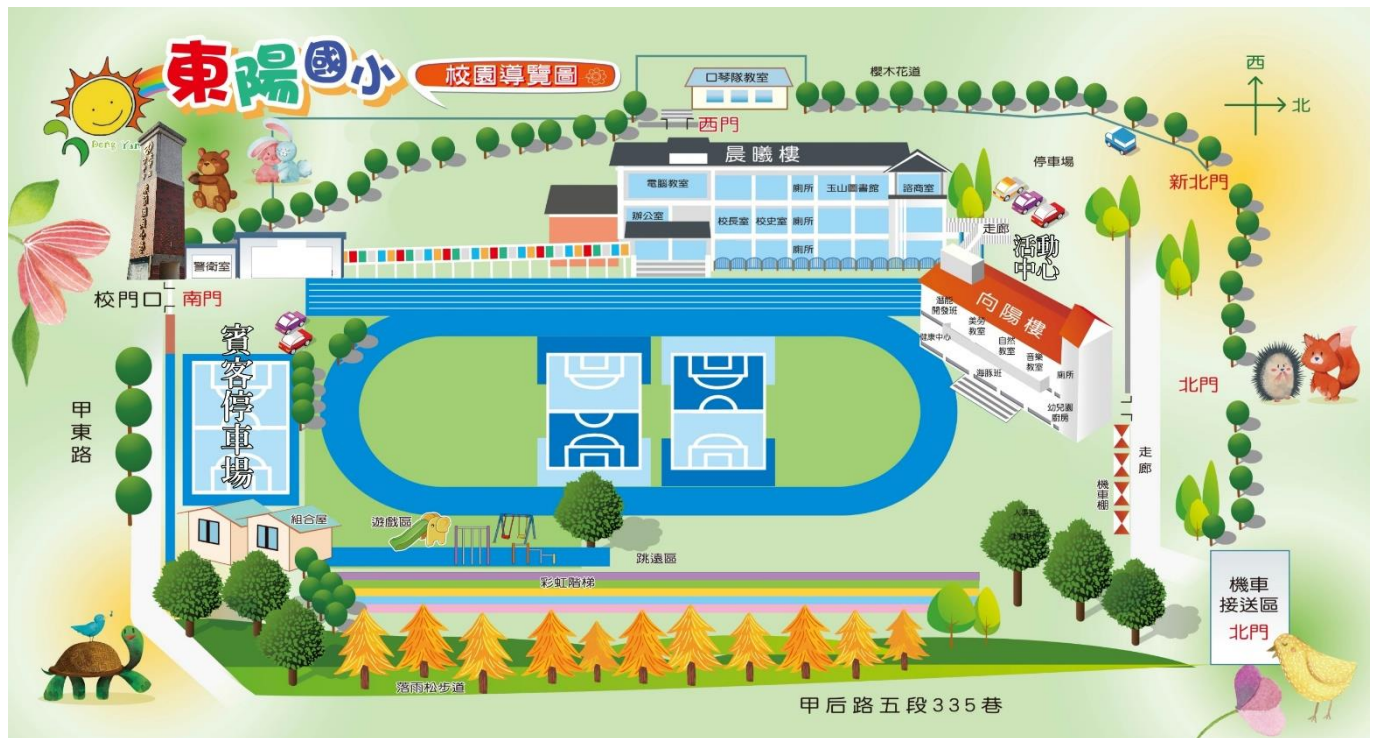 東陽國小
校園導覽圖
Dong Yang
口琴隊教室
櫻木花道
西
北
西門
晨曦樓
停車場
新北門
電腦教室
廁所
玉山圖書館
諮商室
辦公室
校長室
校史室
廁所
走廊
活動
中心
警衛室
廁所
校門口
南門
向陽樓
潛能
開發班
美勞
教室
健康中心
自然
教室
音樂
教室
廁所
海豚班
幼兒園
廚房
北門
賓客停車場
甲東路
走廊
機車棚
組合屋
遊戲區
跳遠區
彩虹階梯
機車
接送區
北門
落雨松步道
甲后路五段335巷